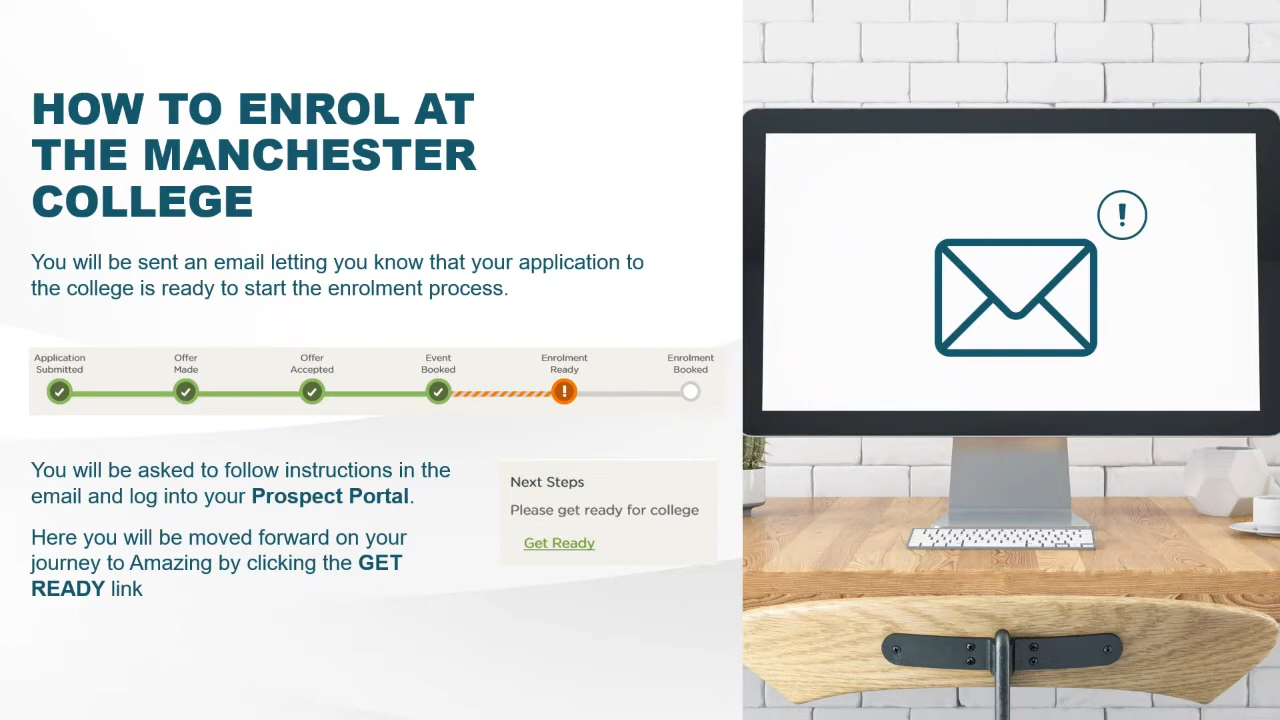 HOW TO ENROL AT
THE MANCHESTER
COLLEGE
You will be sent an email letting you know that your application to
the college is ready to start the enrolment process.
Application Submitted
Offer Made
Offer Accepted
Event Booked
Enrolment Ready
Enrolment Booked
!
You will be asked to follow instructions in the
email and log into your Prospect Portal.
Here you will be moved forward on your
journey to Amazing by clicking the GET
READY link
Next Steps
Please get ready for college
Get Ready
!